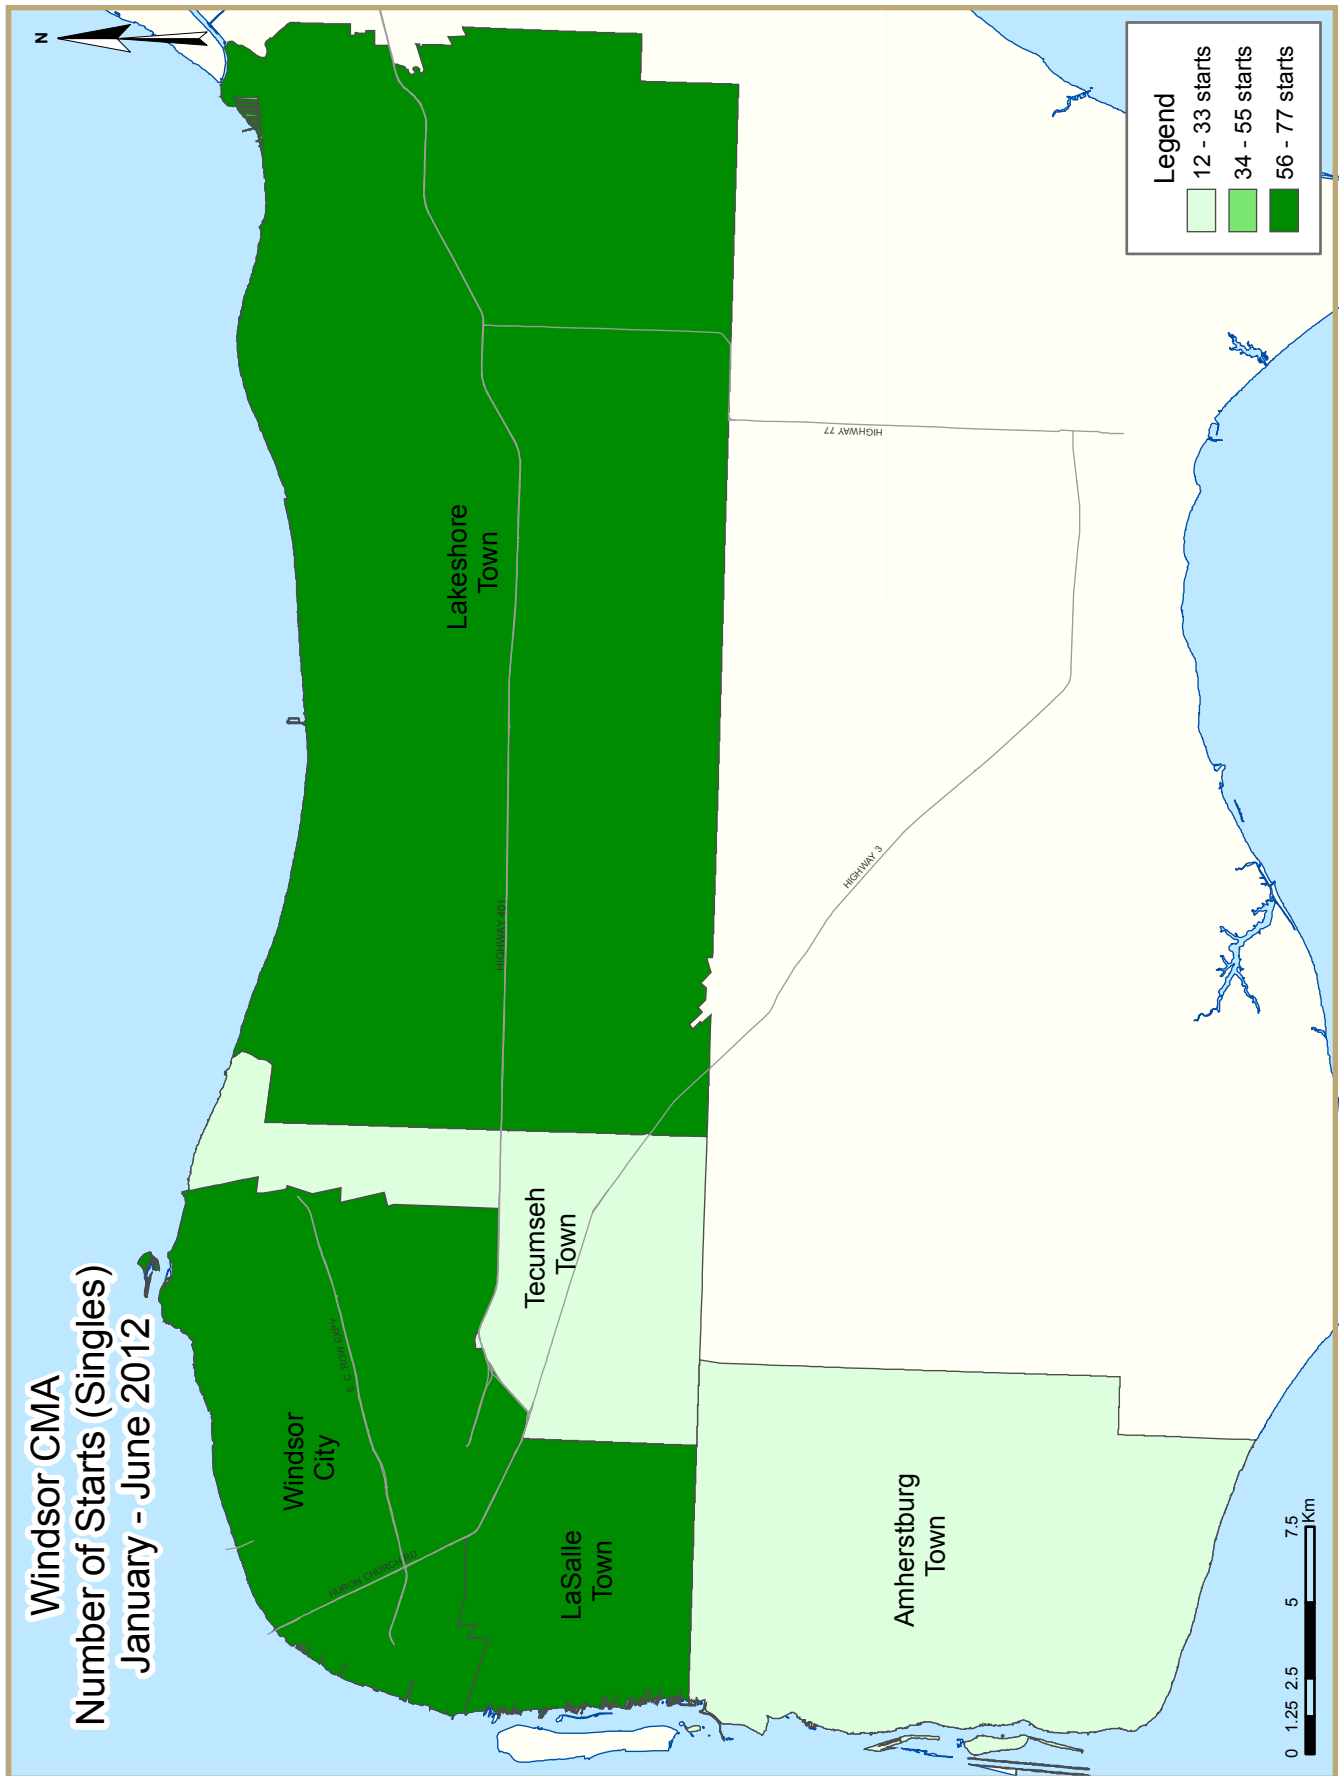 Windsor CMA
Number of Starts (Singles)
January - June 2012
N
Windsor
City
E. C. ROW EXPY
HURON CHURCH RD
LaSalle
Town
Tecumseh
Town
Lakeshore
Town
HIGHWAY 401
HIGHWAY 3
HIGHWAY 77
Amherstburg
Town
0 1.25 2.5 5 7.5
Km
Legend
12 - 33 starts
34 - 55 starts
56 - 77 starts